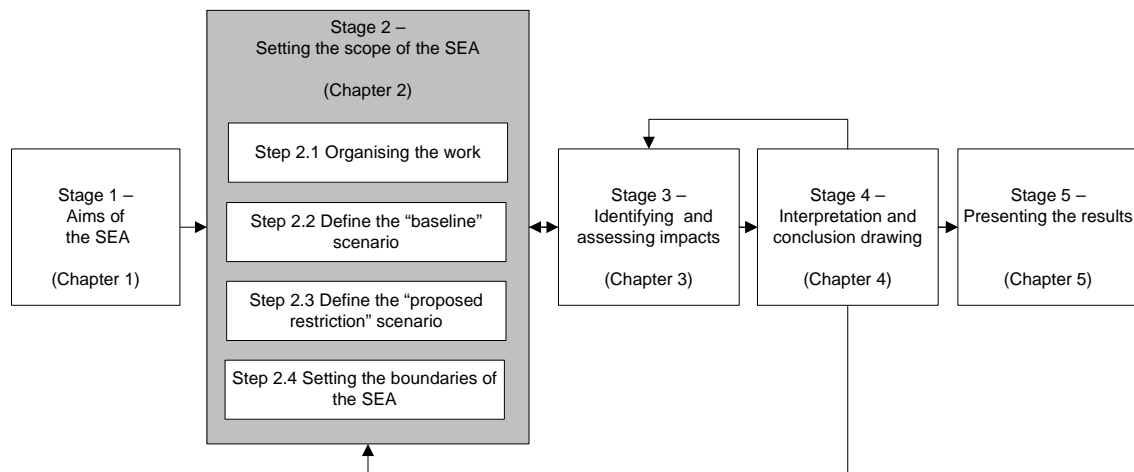 Stage 2 –
Setting the scope of the SEA
(Chapter 2)
Step 2.1 Organising the work
Step 2.2 Define the “baseline”
scenario
Step 2.3 Define the “proposed
restriction” scenario
Step 2.4 Setting the boundaries of
the SEA
Stage 1 –
Aims of
the SEA
(Chapter 1)
Stage 3 –
Identifying and
assessing impacts
(Chapter 3)
Stage 4 –
Interpretation and
conclusion drawing
(Chapter 4)
Stage 5 –
Presenting the results
(Chapter 5)